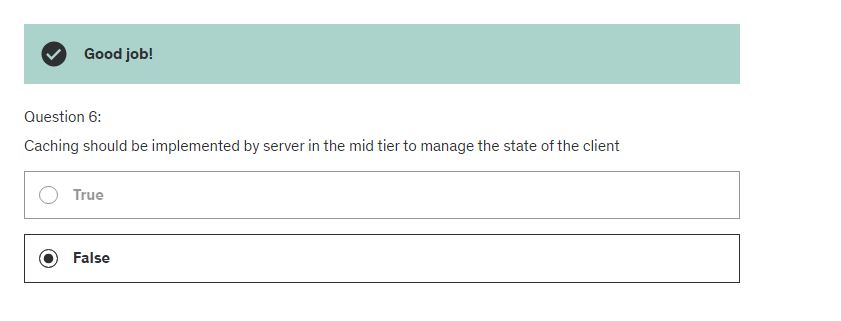 Good job!
Question 6:
Caching should be implemented by server in the mid tier to manage the state of the client
True
False